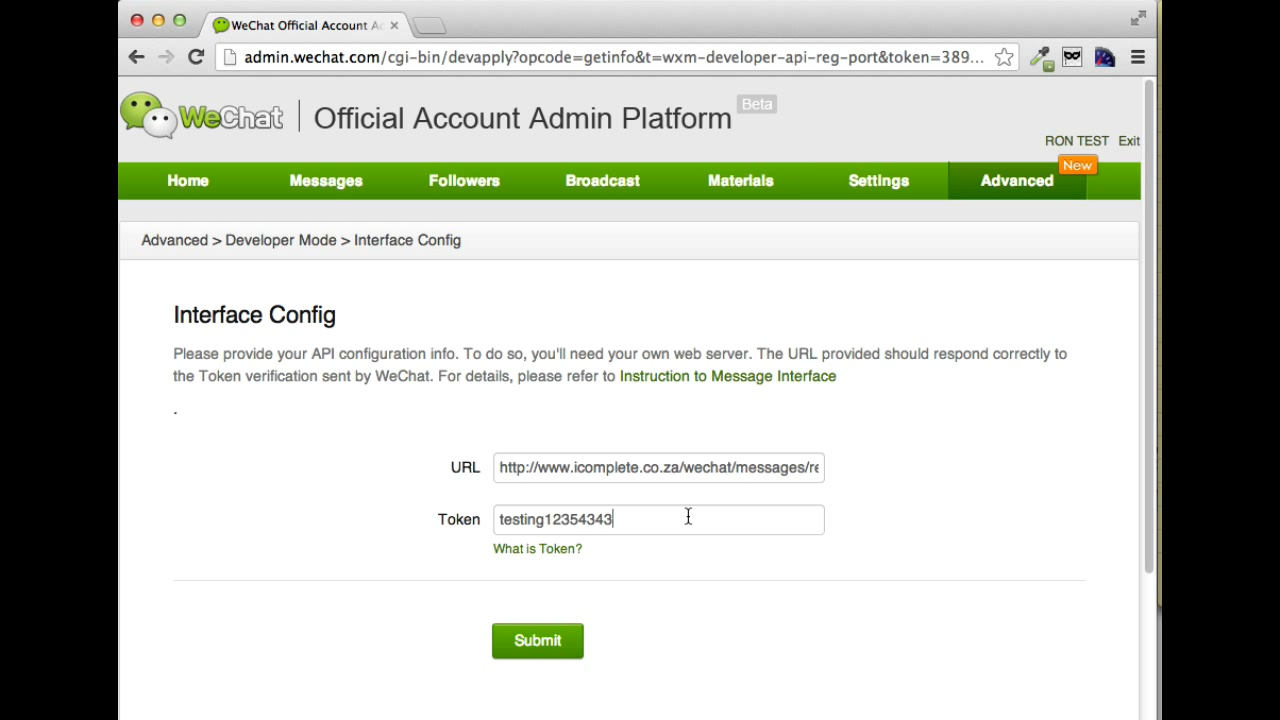 WeChat Official Account A
admin.wechat.com/cgi-bin/devapply?opcode=getinfo&t=wxm-developer-api-reg-port&token=389...
WeChat | Official Account Admin Platform Beta
RON TEST Exit
New
Home Messages Followers Broadcast Materials Settings Advanced
Advanced > Developer Mode > Interface Config
Interface Config
Please provide your API configuration info. To do so, you'll need your own web server. The URL provided should respond correctly to
the Token verification sent by WeChat. For details, please refer to Instruction to Message Interface
.
URL http://www.icomplete.co.za/wechat/messages/re
Token testing12354343
What is Token?
Submit